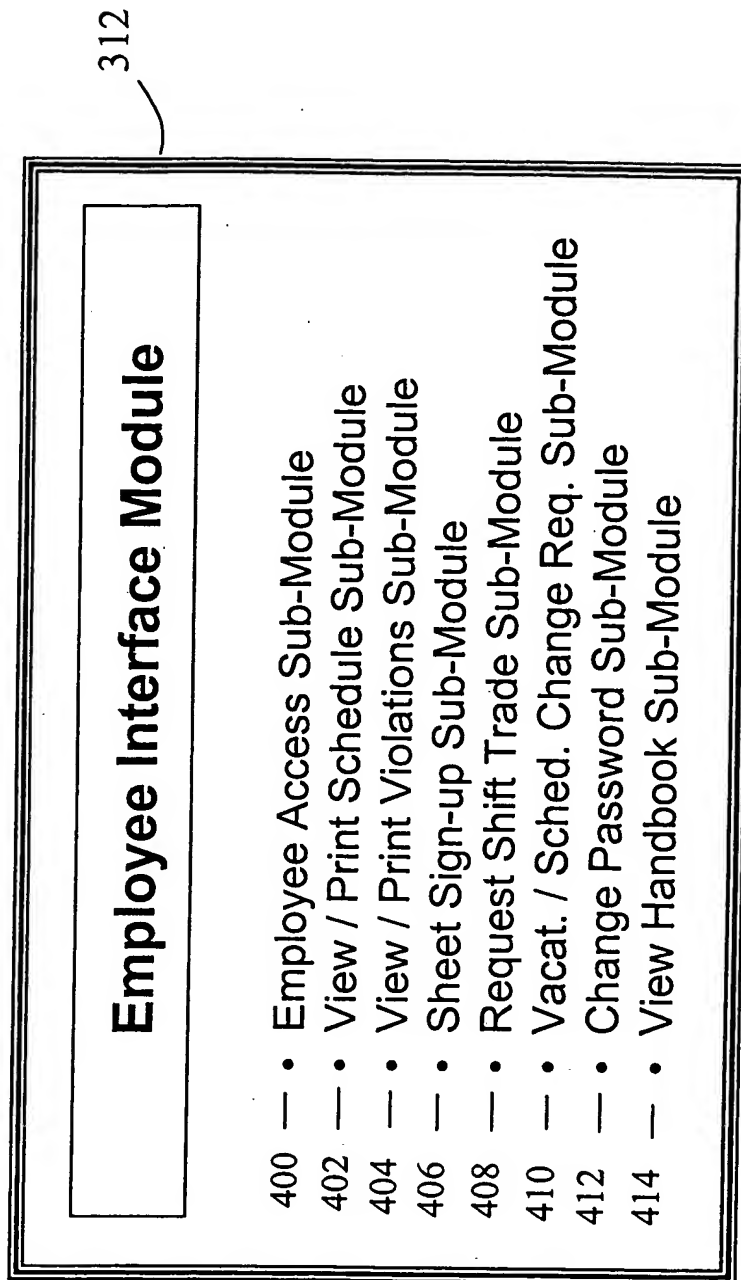 312
Employee Interface Module
400 — • Employee Access Sub-Module
402 — • View / Print Schedule Sub-Module
404 — • View / Print Violations Sub-Module
406 — • Sheet Sign-up Sub-Module
408 — • Request Shift Trade Sub-Module
410 — • Vacat. / Sched. Change Req. Sub-Module
412 — • Change Password Sub-Module
414 — • View Handbook Sub-Module